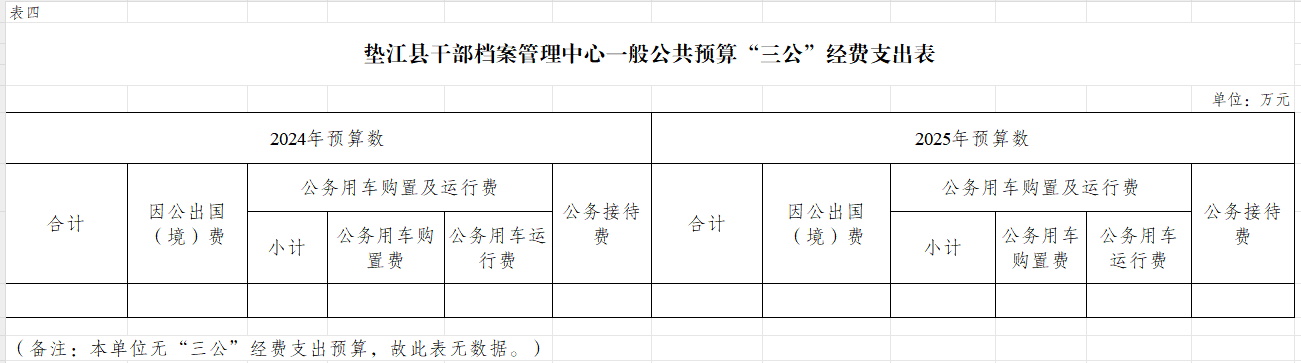 表四
垫江县干部档案管理中心一般公共预算“三公”经费支出表
单位：万元
2024年预算数 2025年预算数
合计 因公出国（境）费 公务用车购置及运行费 公务接待费 合计 因公出国（境）费 公务用车购置及运行费 公务接待费
小计 公务用车购置费 公务用车运行费 小计 公务用车购置费 公务用车运行费
（备注：本单位无“三公”经费支出预算，故此表无数据。）